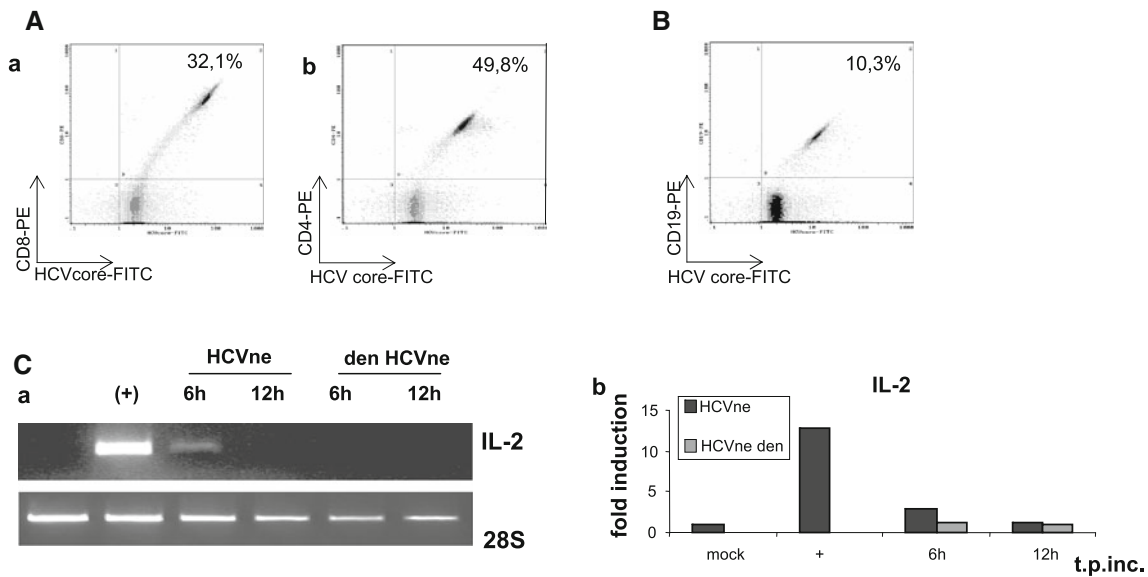 A
B
a
32,1%
b
49,8%
10,3%
CD8-PE
HCVcore-FITC
CD4-PE
HCV core-FITC
CD19-PE
HCV core-FITC
C
HCVne
den HCVne
a
(+)
6h
12h
6h
12h
IL-2
28S
b
IL-2
HCVne
HCVne den
fold induction
15
10
5
0
mock
+
6h
12h
t.p.inc.